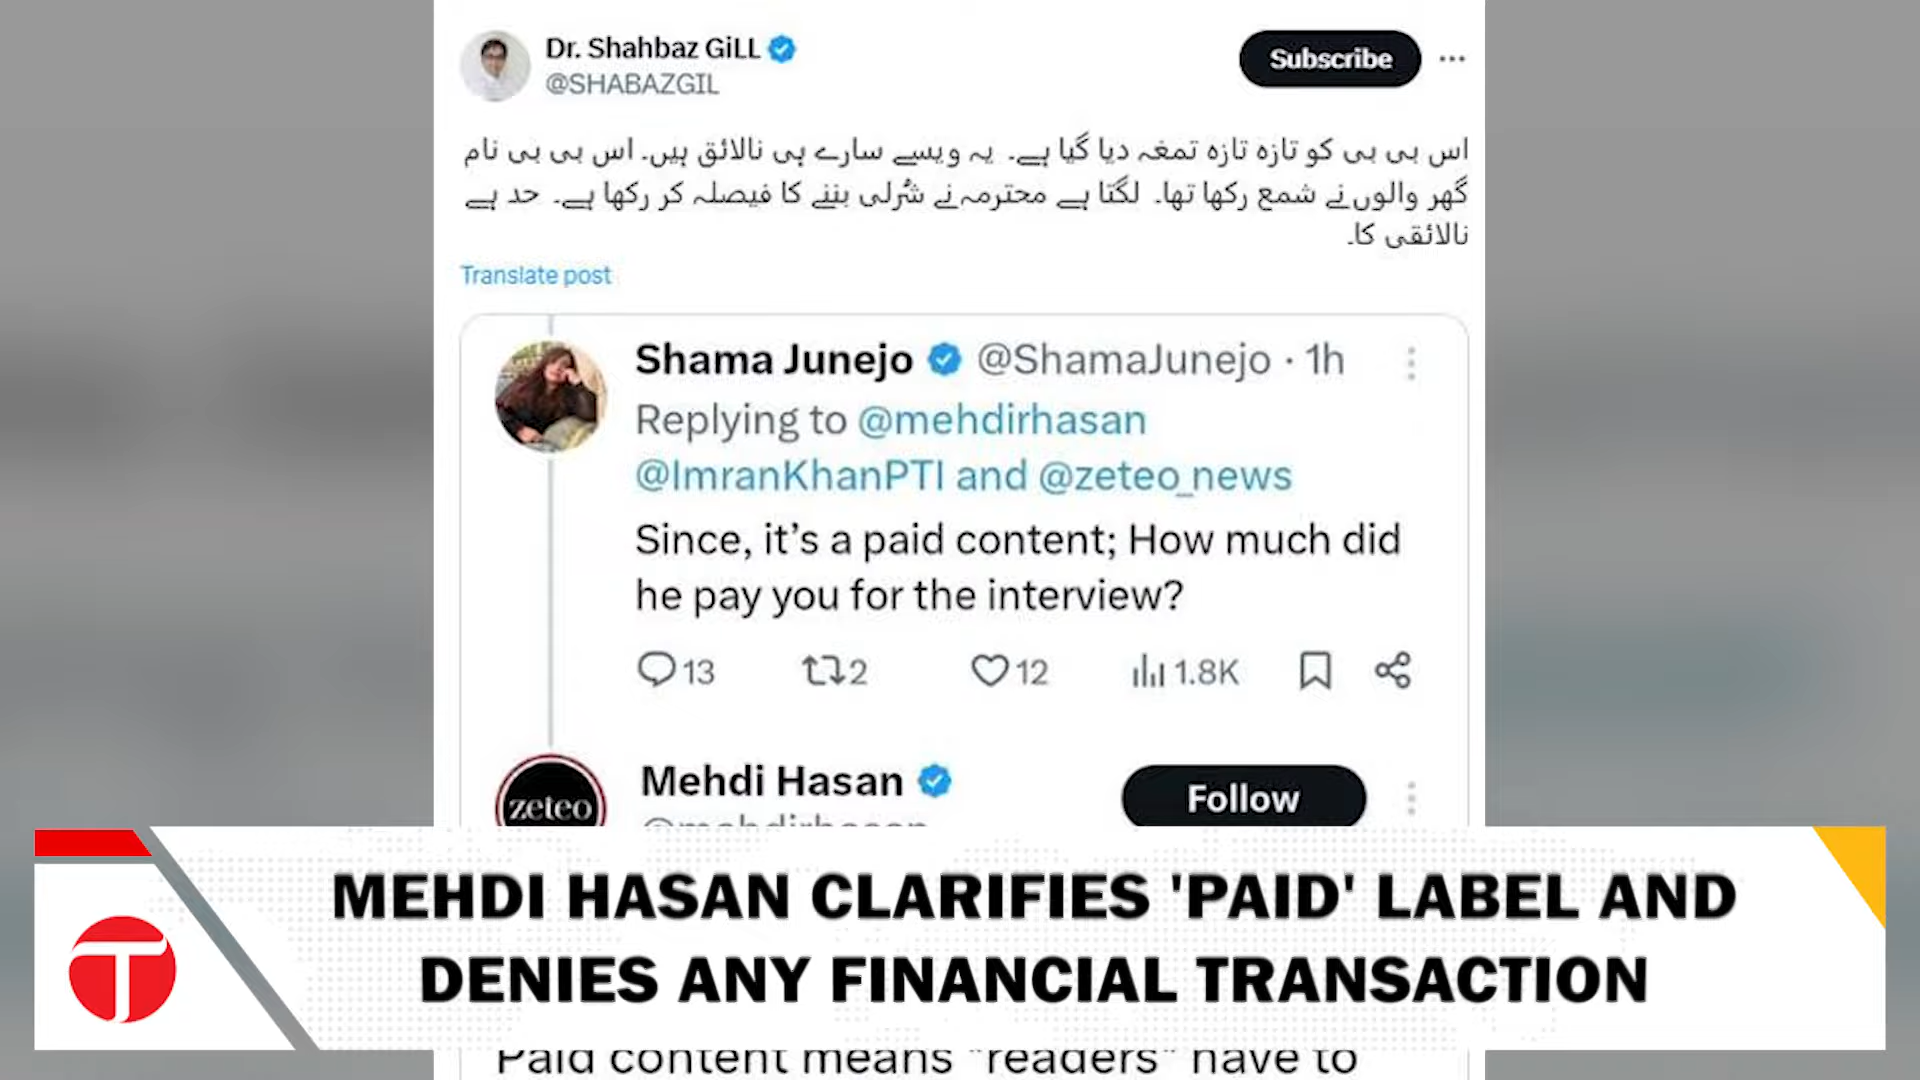 Dr. Shahbaz GiLL
@SHABAZGIL
Subscribe
اس بی بی کو تازہ تازہ تمغہ دیا گیا ہے۔ یہ ویسے سارے ہی نالائق ہیں۔ اس بی بی نام
گھر والوں نے شمع رکھا تھا۔ لگتا ہے محترمہ نے شُرلی بننے کا فیصلہ کر رکھا ہے۔ حد ہے
نالائقی کا۔
Translate post
Shama Junejo @ShamaJunejo · 1h
Replying to @mehdirhasan
@ImranKhanPTI and @zeteo_news
Since, it's a paid content; How much did
he pay you for the interview?
13 2 12 1.8K
zeteo
Mehdi Hasan
@mehdirhasan
Follow
MEHDI HASAN CLARIFIES 'PAID' LABEL AND
DENIES ANY FINANCIAL TRANSACTION
T
Paid content means "readers" have to